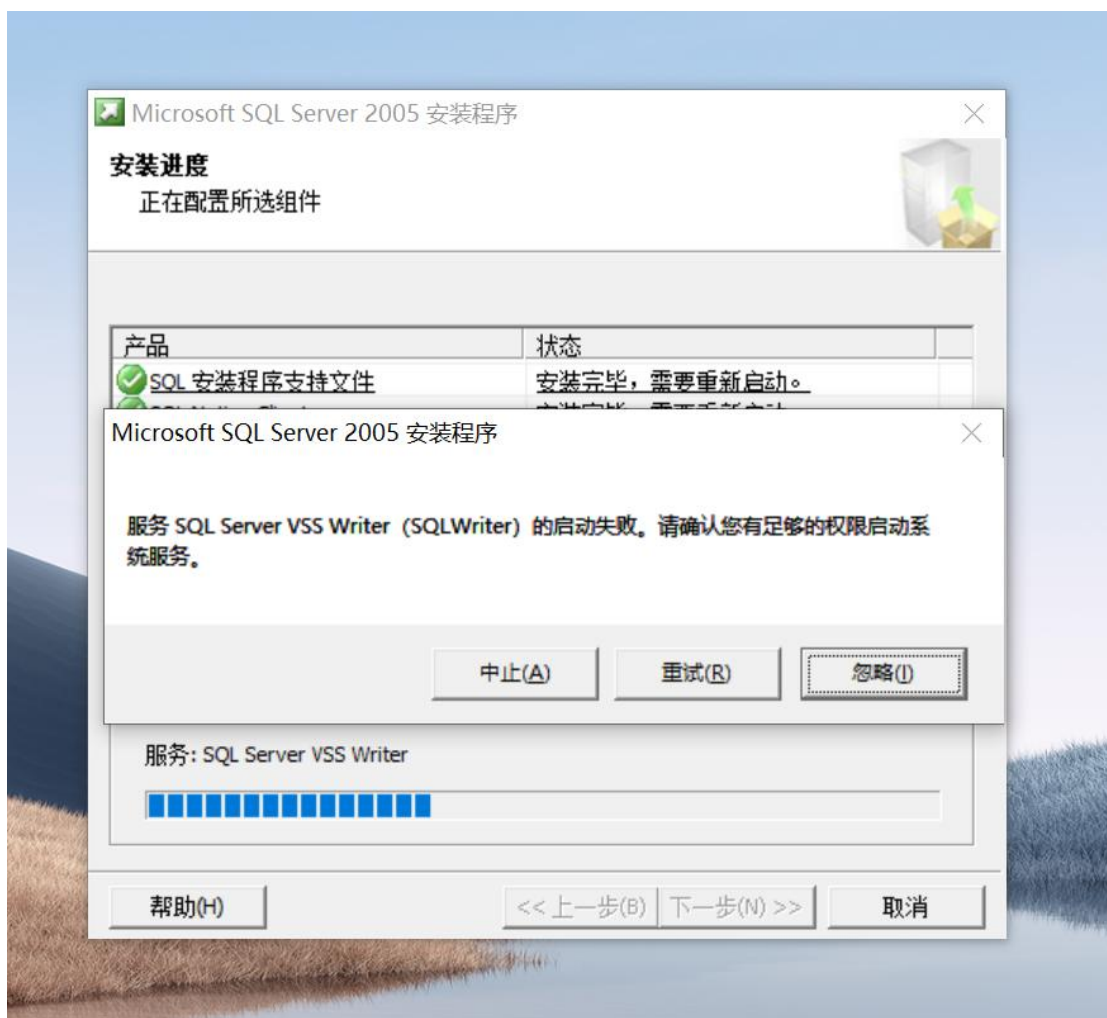 Microsoft SQL Server 2005 安装程序
安装进度
正在配置所选组件
产品 状态
SQL 安装程序支持文件 安装完毕，需要重新启动。
Microsoft SQL Server 2005 安装程序
服务 SQL Server VSS Writer（SQLWriter）的启动失败。请确认您有足够的权限启动系
统服务。
中止(A) 重试(R) 忽略(I)
服务: SQL Server VSS Writer
帮助(H) << 上一步(B) 下一步(N) >> 取消